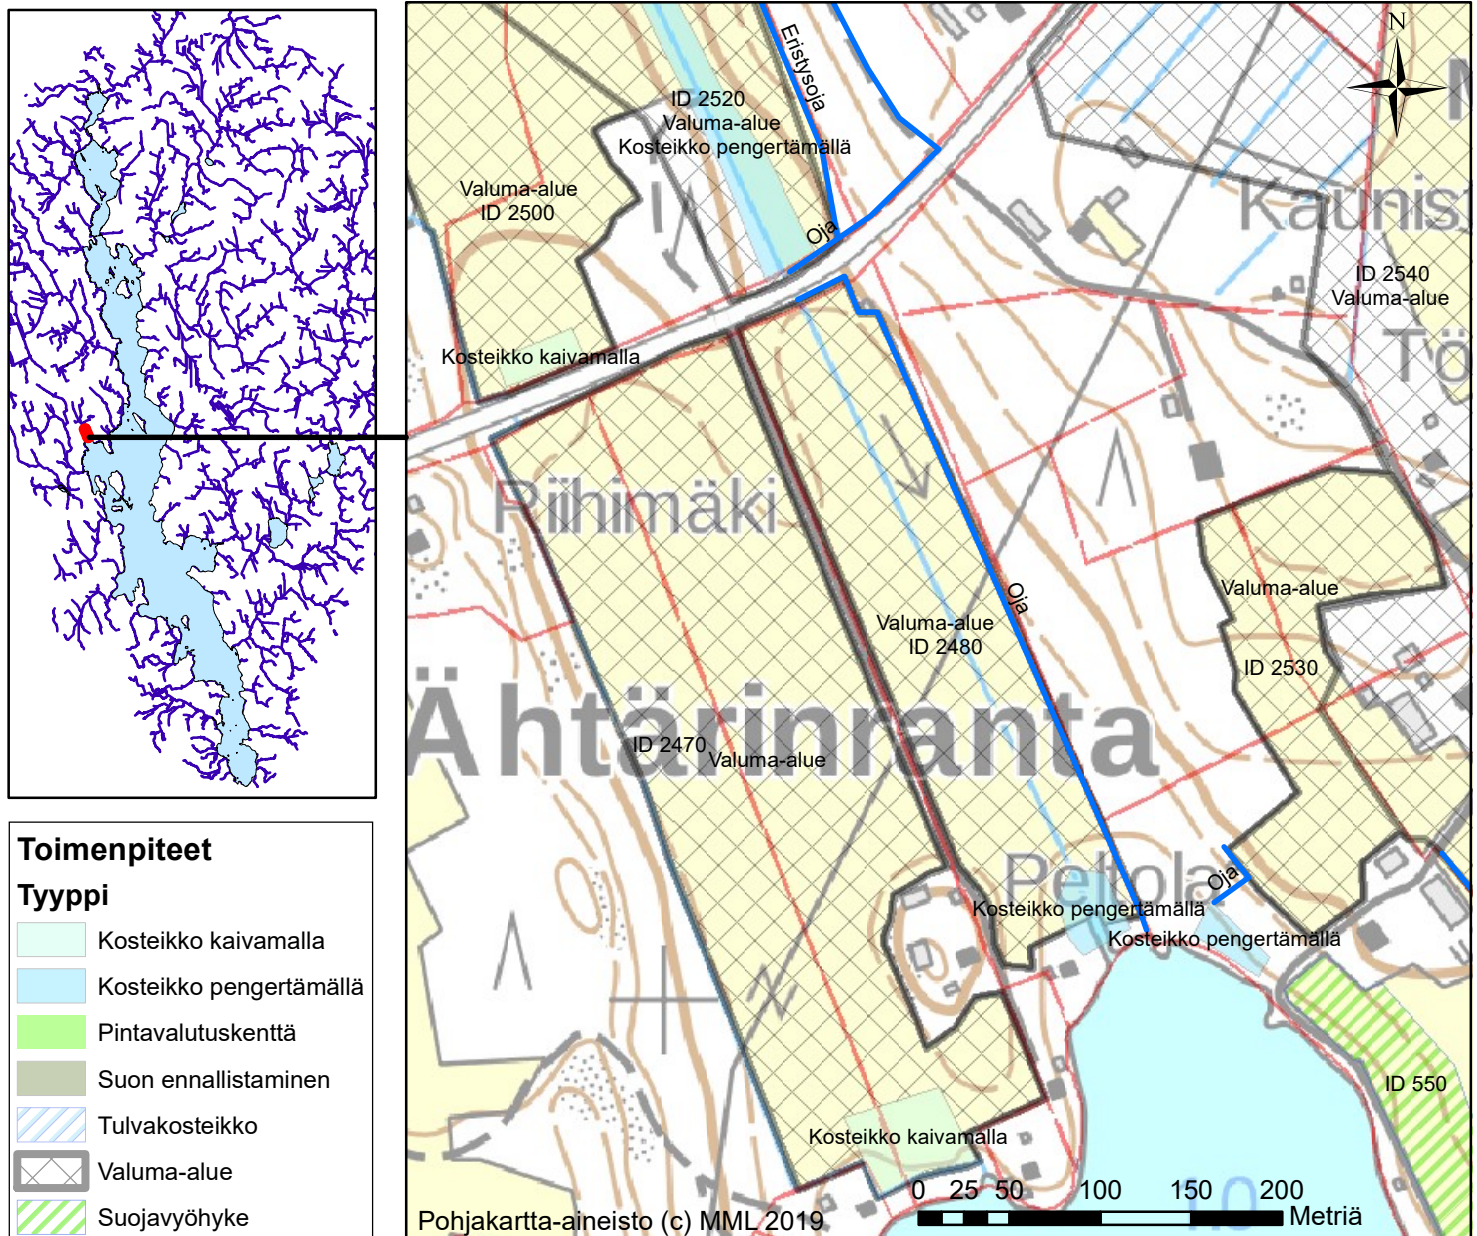 N
Eristysoja
ID 2520
Valuma-alue
Kosteikko pengertämällä
Valuma-alue
ID 2500
Oja
Kaunis
ID 2540
Valuma-alue
Tö
Kosteikko kaivamalla
Riihimäki
Oja
Valuma-alue
Valuma-alue
ID 2480
ID 2530
Ähtärinranta
ID 2470
Valuma-alue
Peltola
Oja
Kosteikko pengertämällä
Kosteikko pengertämällä
ID 550
Kosteikko kaivamalla
0 25 50 100 150 200
Metriä
Pohjakartta-aineisto (c) MML 2019
Toimenpiteet
Tyyppi
Kosteikko kaivamalla
Kosteikko pengertämällä
Pintavalutuskenttä
Suon ennallistaminen
Tulvakosteikko
Valuma-alue
Suojavyöhyke